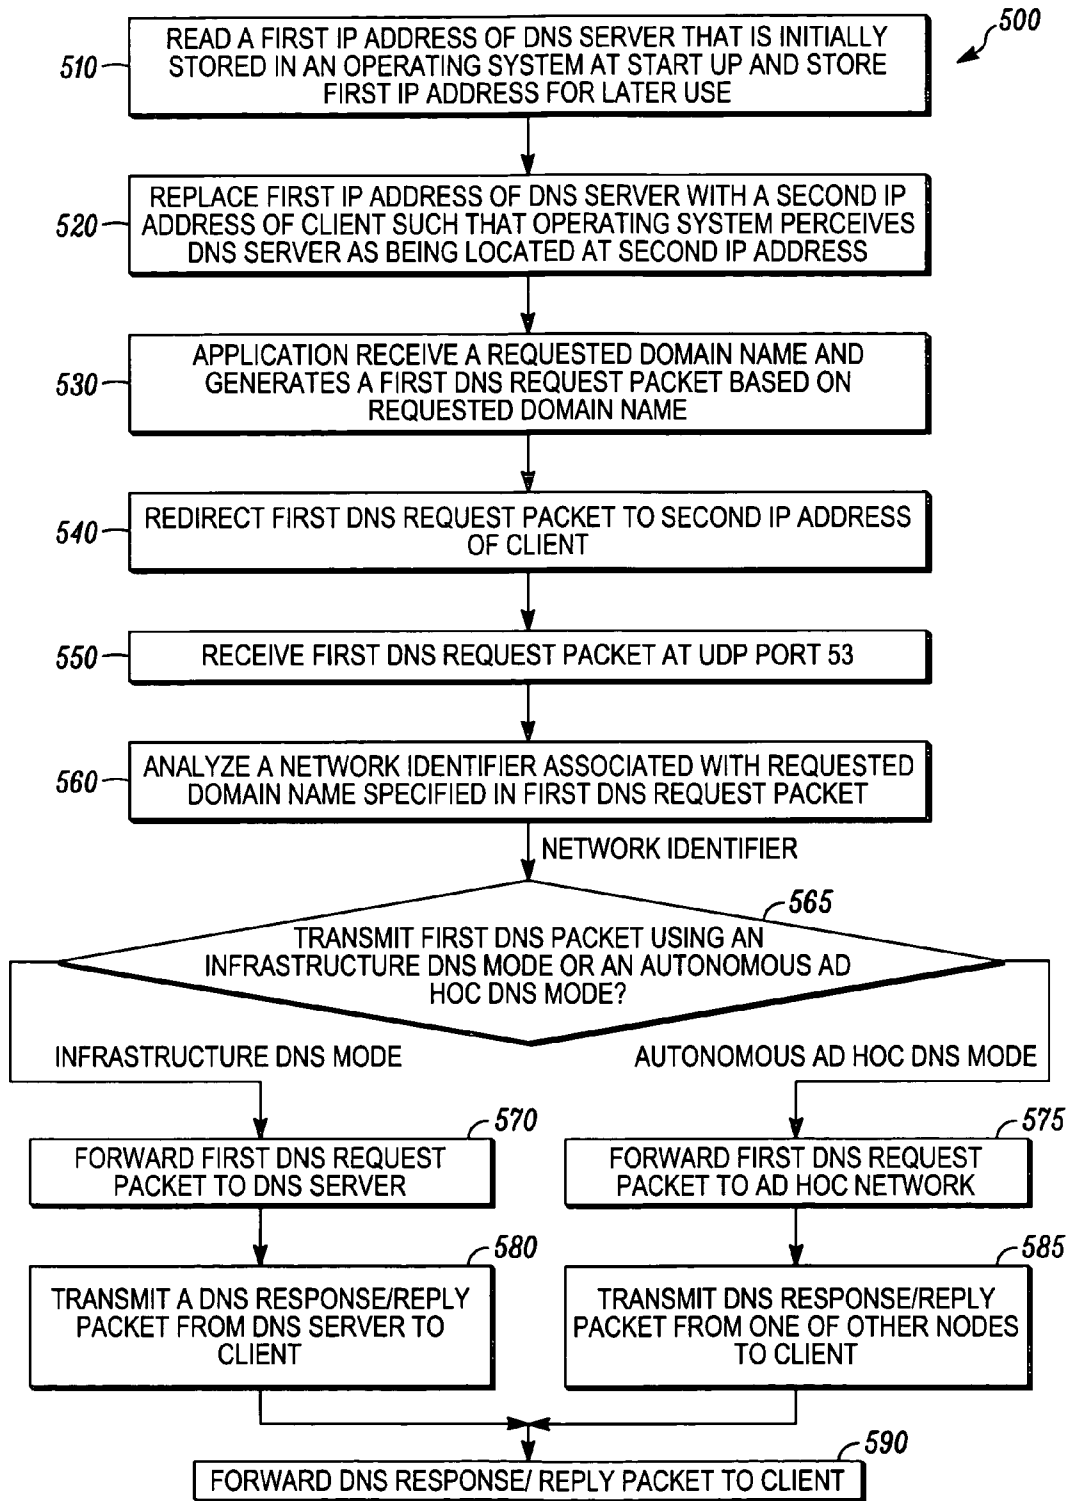 500
510
READ A FIRST IP ADDRESS OF DNS SERVER THAT IS INITIALLY
STORED IN AN OPERATING SYSTEM AT START UP AND STORE
FIRST IP ADDRESS FOR LATER USE
520
REPLACE FIRST IP ADDRESS OF DNS SERVER WITH A SECOND IP
ADDRESS OF CLIENT SUCH THAT OPERATING SYSTEM PERCEIVES
DNS SERVER AS BEING LOCATED AT SECOND IP ADDRESS
530
APPLICATION RECEIVE A REQUESTED DOMAIN NAME AND
GENERATES A FIRST DNS REQUEST PACKET BASED ON
REQUESTED DOMAIN NAME
540
REDIRECT FIRST DNS REQUEST PACKET TO SECOND IP ADDRESS
OF CLIENT
550
RECEIVE FIRST DNS REQUEST PACKET AT UDP PORT 53
560
ANALYZE A NETWORK IDENTIFIER ASSOCIATED WITH REQUESTED
DOMAIN NAME SPECIFIED IN FIRST DNS REQUEST PACKET
NETWORK IDENTIFIER
565
TRANSMIT FIRST DNS PACKET USING AN
INFRASTRUCTURE DNS MODE OR AN AUTONOMOUS AD
HOC DNS MODE?
INFRASTRUCTURE DNS MODE
AUTONOMOUS AD HOC DNS MODE
570
FORWARD FIRST DNS REQUEST
PACKET TO DNS SERVER
575
FORWARD FIRST DNS REQUEST
PACKET TO AD HOC NETWORK
580
TRANSMIT A DNS RESPONSE/REPLY
PACKET FROM DNS SERVER TO
CLIENT
585
TRANSMIT DNS RESPONSE/REPLY
PACKET FROM ONE OF OTHER NODES
TO CLIENT
590
FORWARD DNS RESPONSE/ REPLY PACKET TO CLIENT